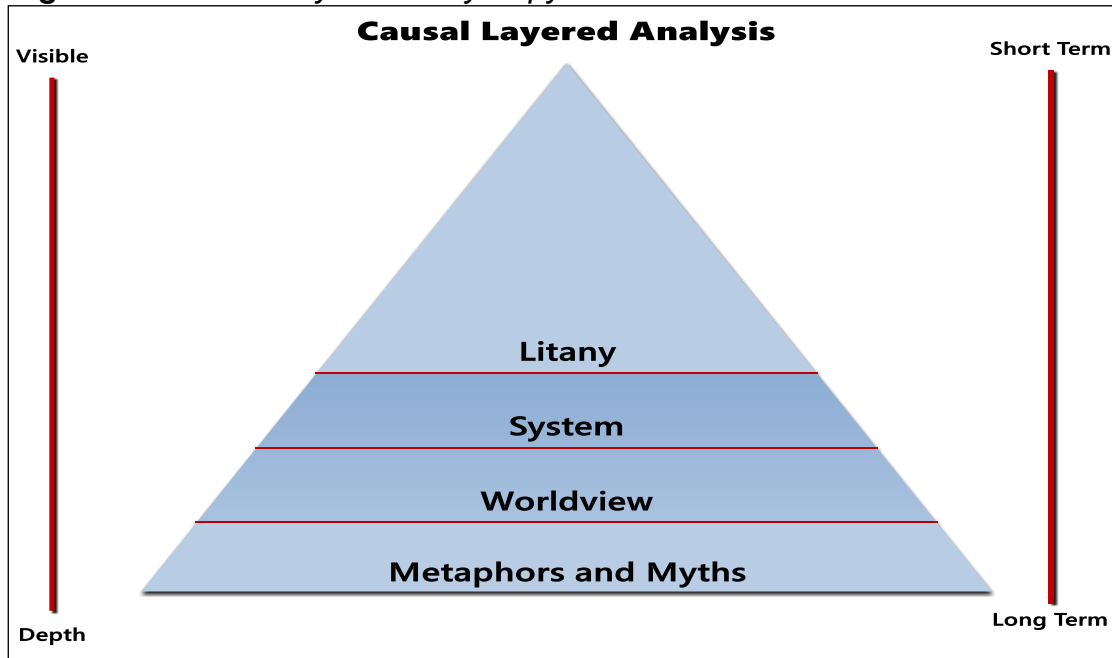 Causal Layered Analysis
Visible
Short Term
Litany
System
Worldview
Metaphors and Myths
Depth
Long Term